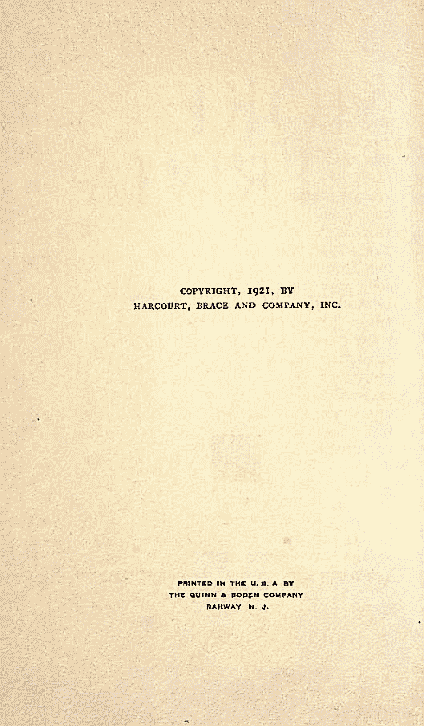 COPYRIGHT, 1921, BY
HARCOURT, BRACE AND COMPANY, INC.
PRINTED IN THE U. S. A. BY
THE QUINN & BODEN COMPANY
RAHWAY N. J.